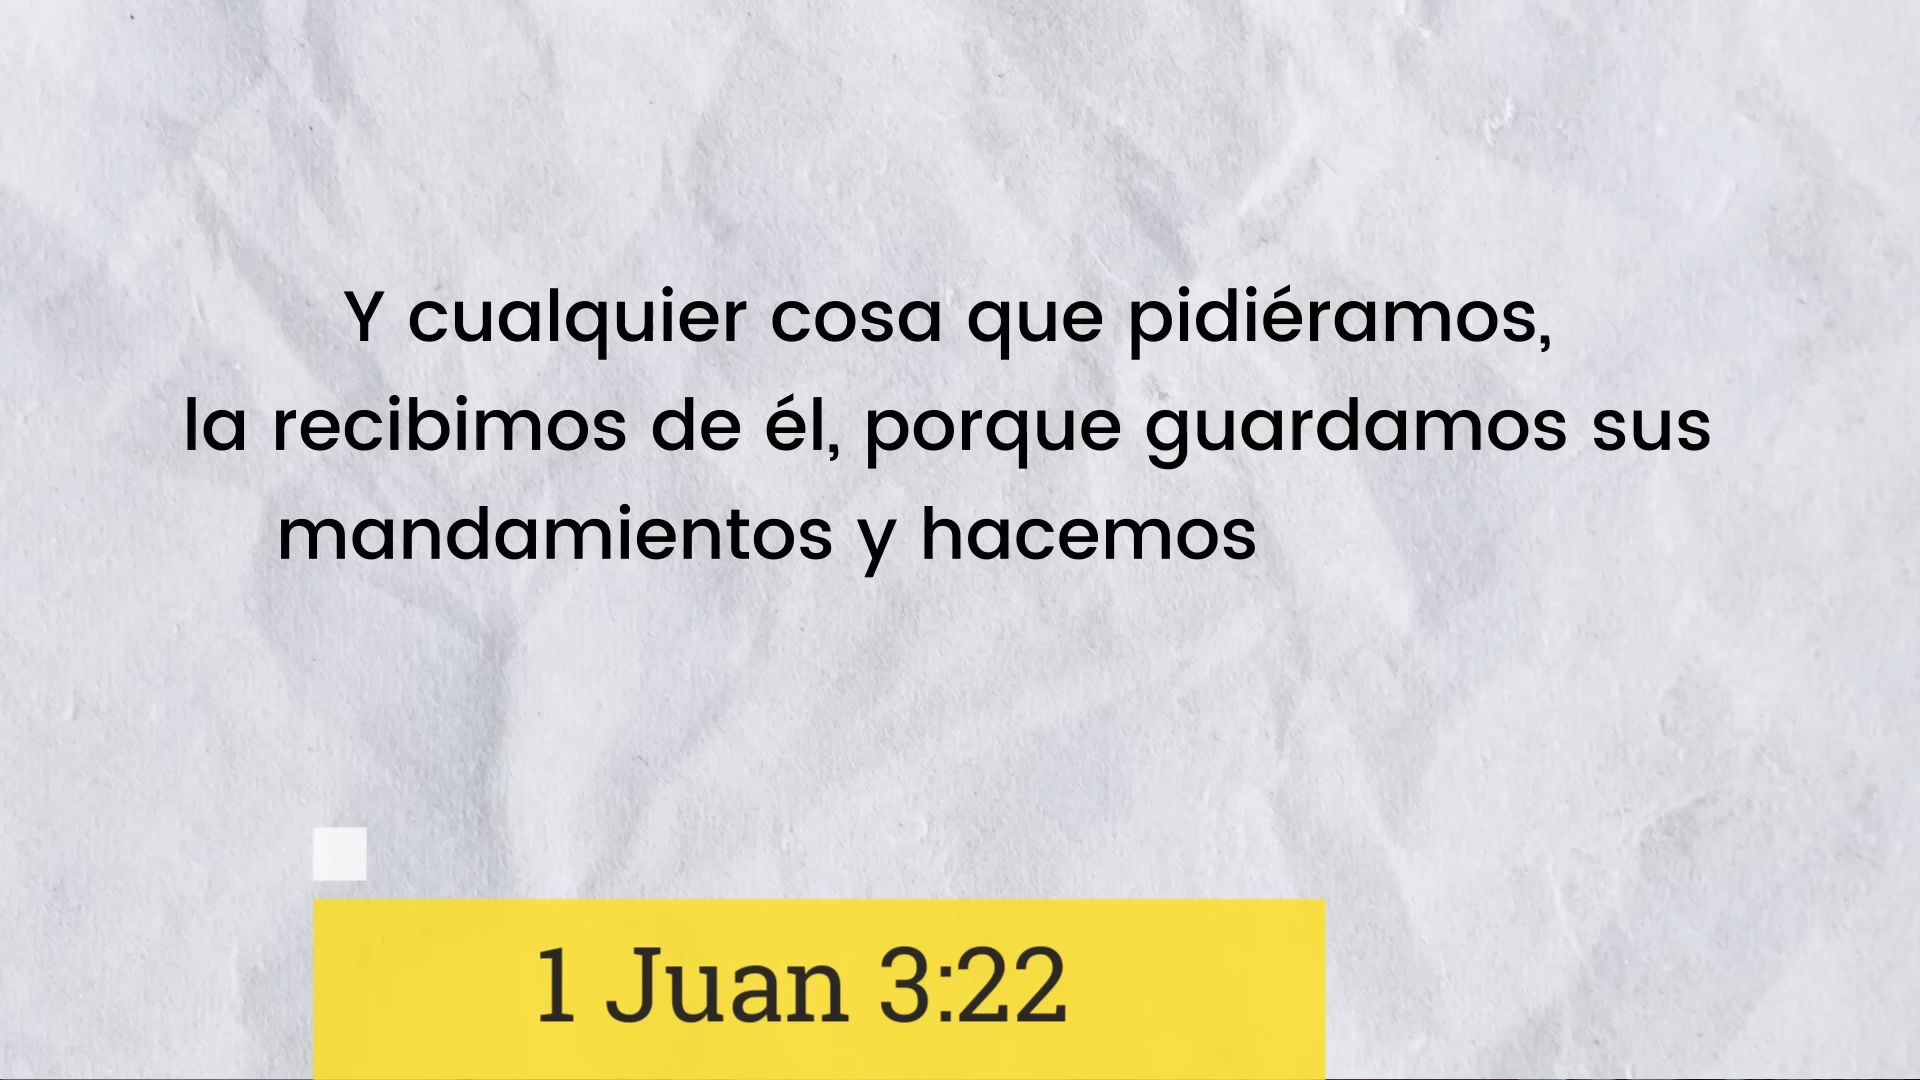 Y cualquier cosa que pidiéramos,
la recibimos de él, porque guardamos sus
mandamientos y hacemos
1 Juan 3:22